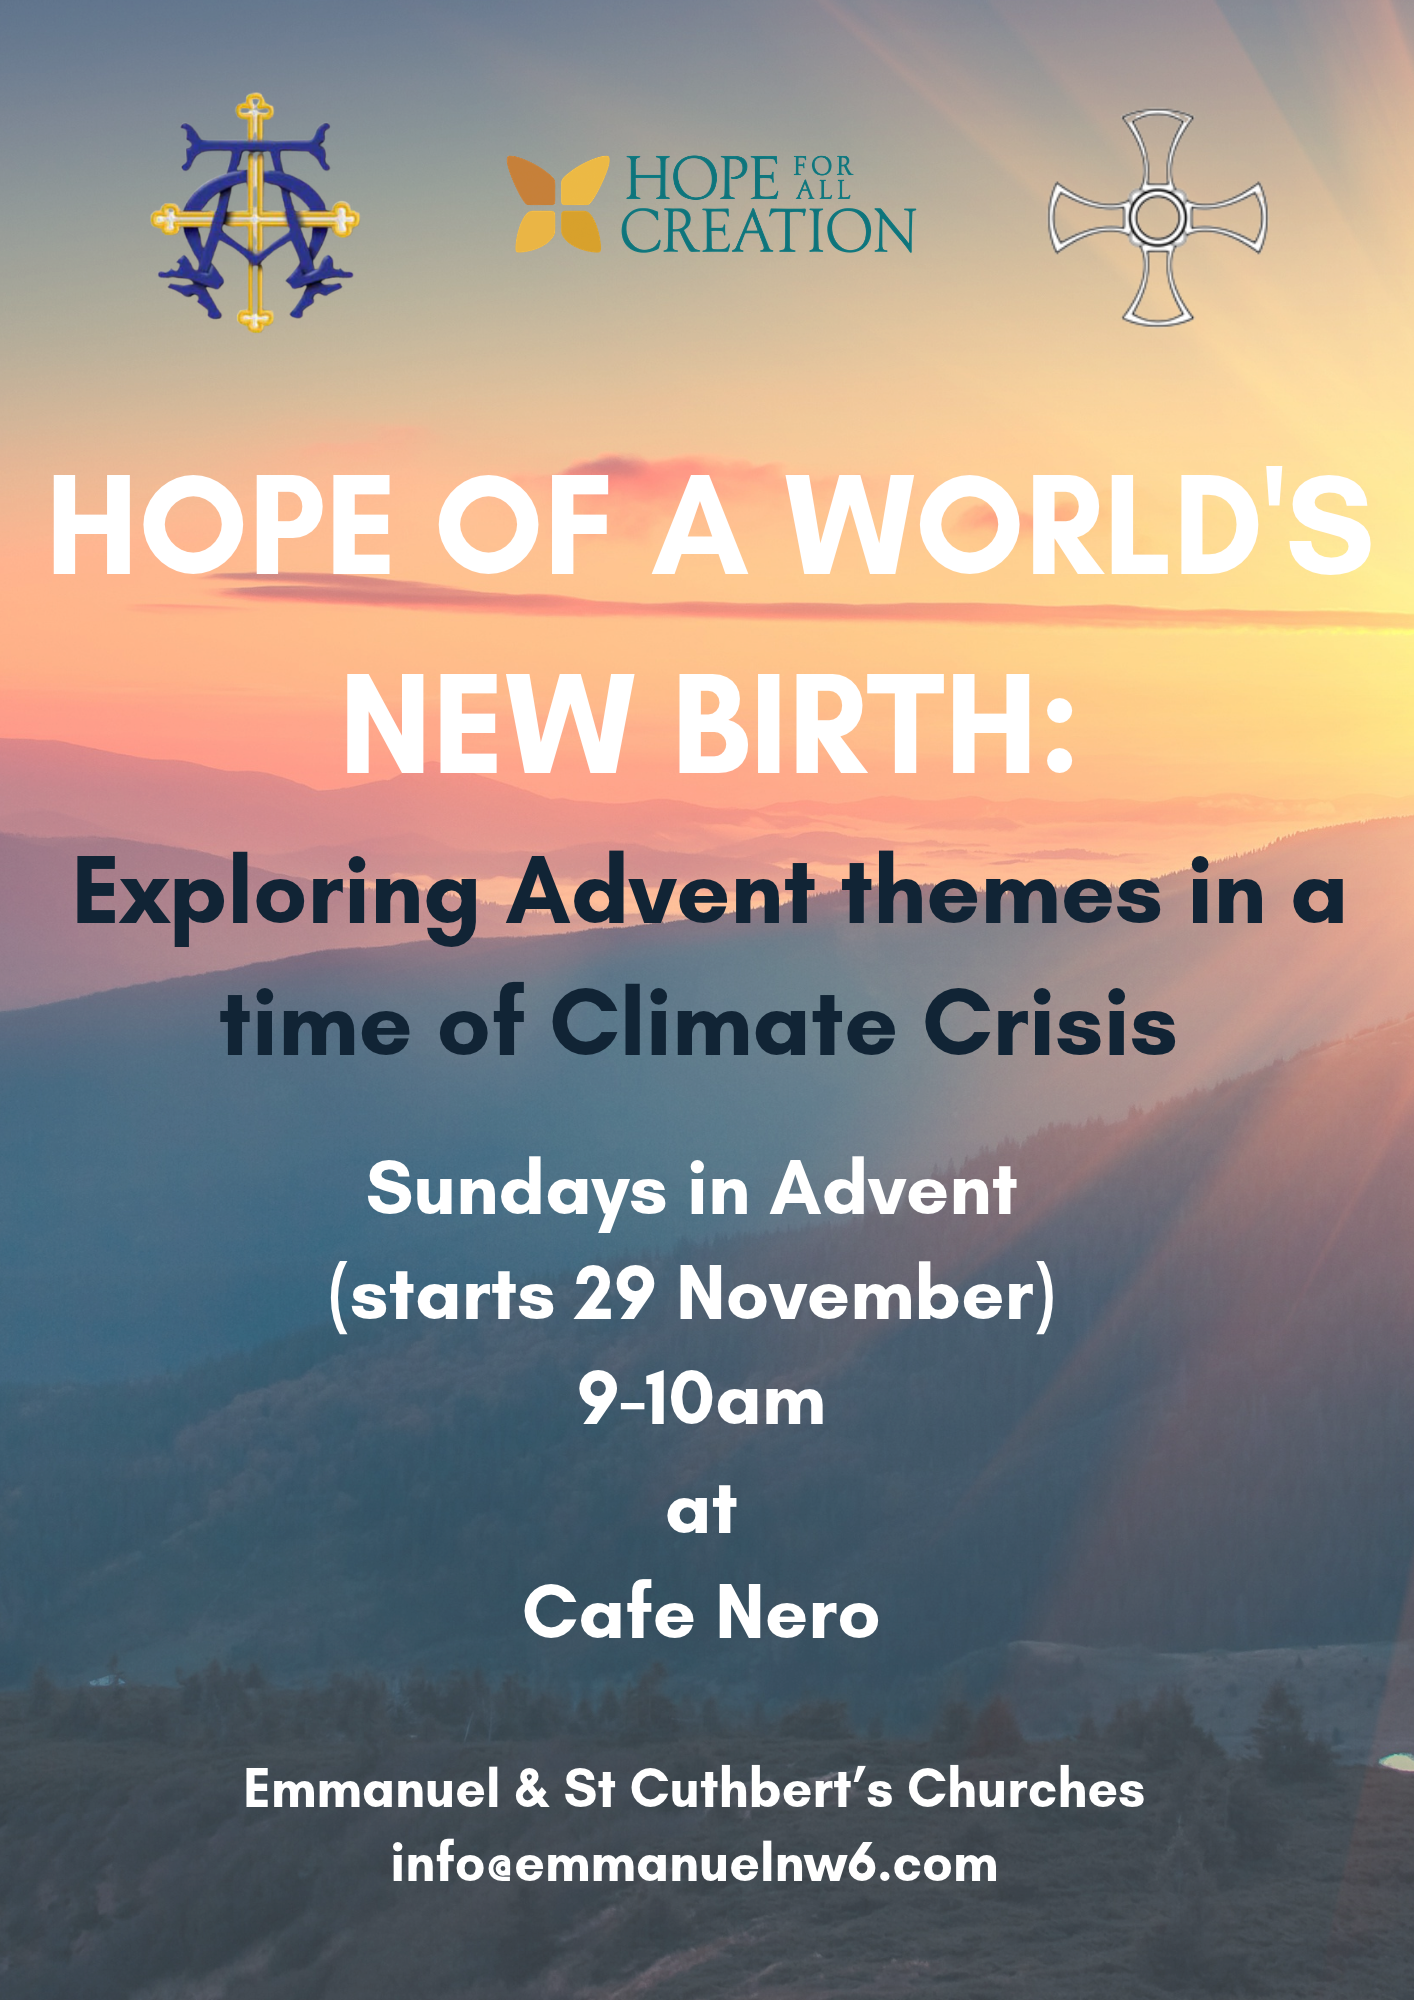 HOPE FOR ALL
CREATION
HOPE OF A WORLD'S
NEW BIRTH:
Exploring Advent themes in a
time of Climate Crisis
Sundays in Advent
(starts 29 November)
9-10am
at
Cafe Nero
Emmanuel & St Cuthbert’s Churches
info@emmanuelnw6.com